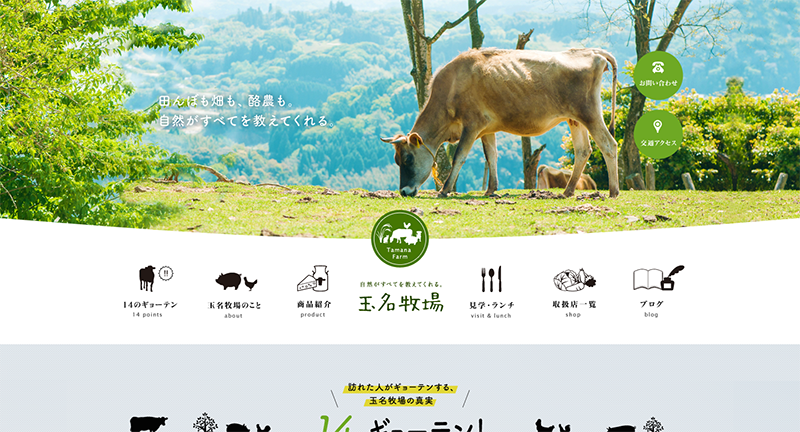 田んぼも畑も、酪農も。
自然がすべてを教えてくれる。
お問い合わせ
交通アクセス
Tamana
Farm
!!
14のギョーテン
14 points
玉名牧場のこと
about
商品紹介
product
自然がすべてを教えてくれる。
玉名牧場
見学・ランチ
visit & lunch
取扱店一覧
shop
ブログ
blog
訪れた人がギョーテンする、
玉名牧場の真実
14 ギョーテン!